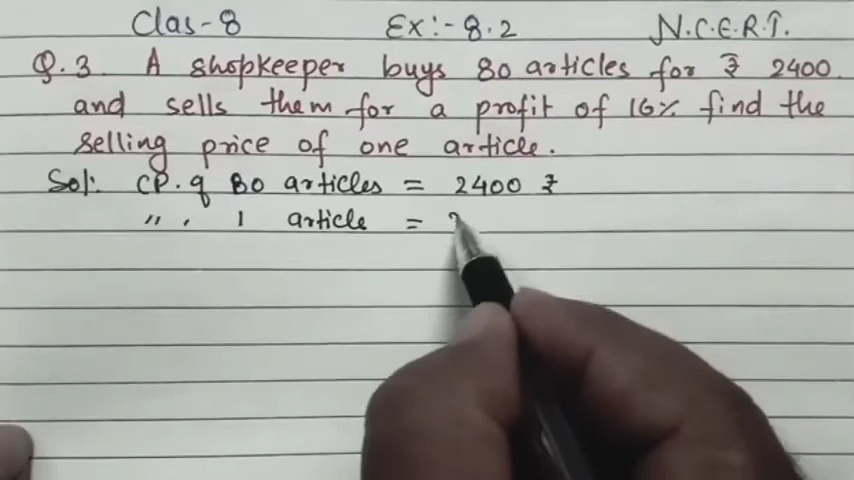 Clas-8 Ex:- 8.2 N.C.E.R.T.
Q.3. A shopkeeper buys 80 articles for ₹ 2400.
and sells them for a profit of 16% find the
selling price of one article.
Sol: CP. of 80 articles = 2400 ₹
〃 , 1 article =